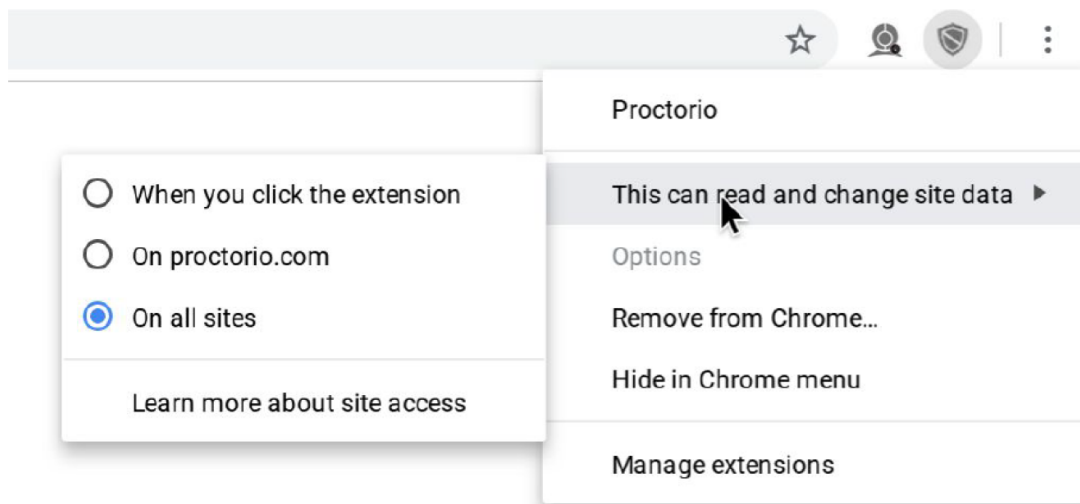 Proctorio
This can read and change site data
When you click the extension
On proctorio.com
On all sites
Learn more about site access
Options
Remove from Chrome...
Hide in Chrome menu
Manage extensions